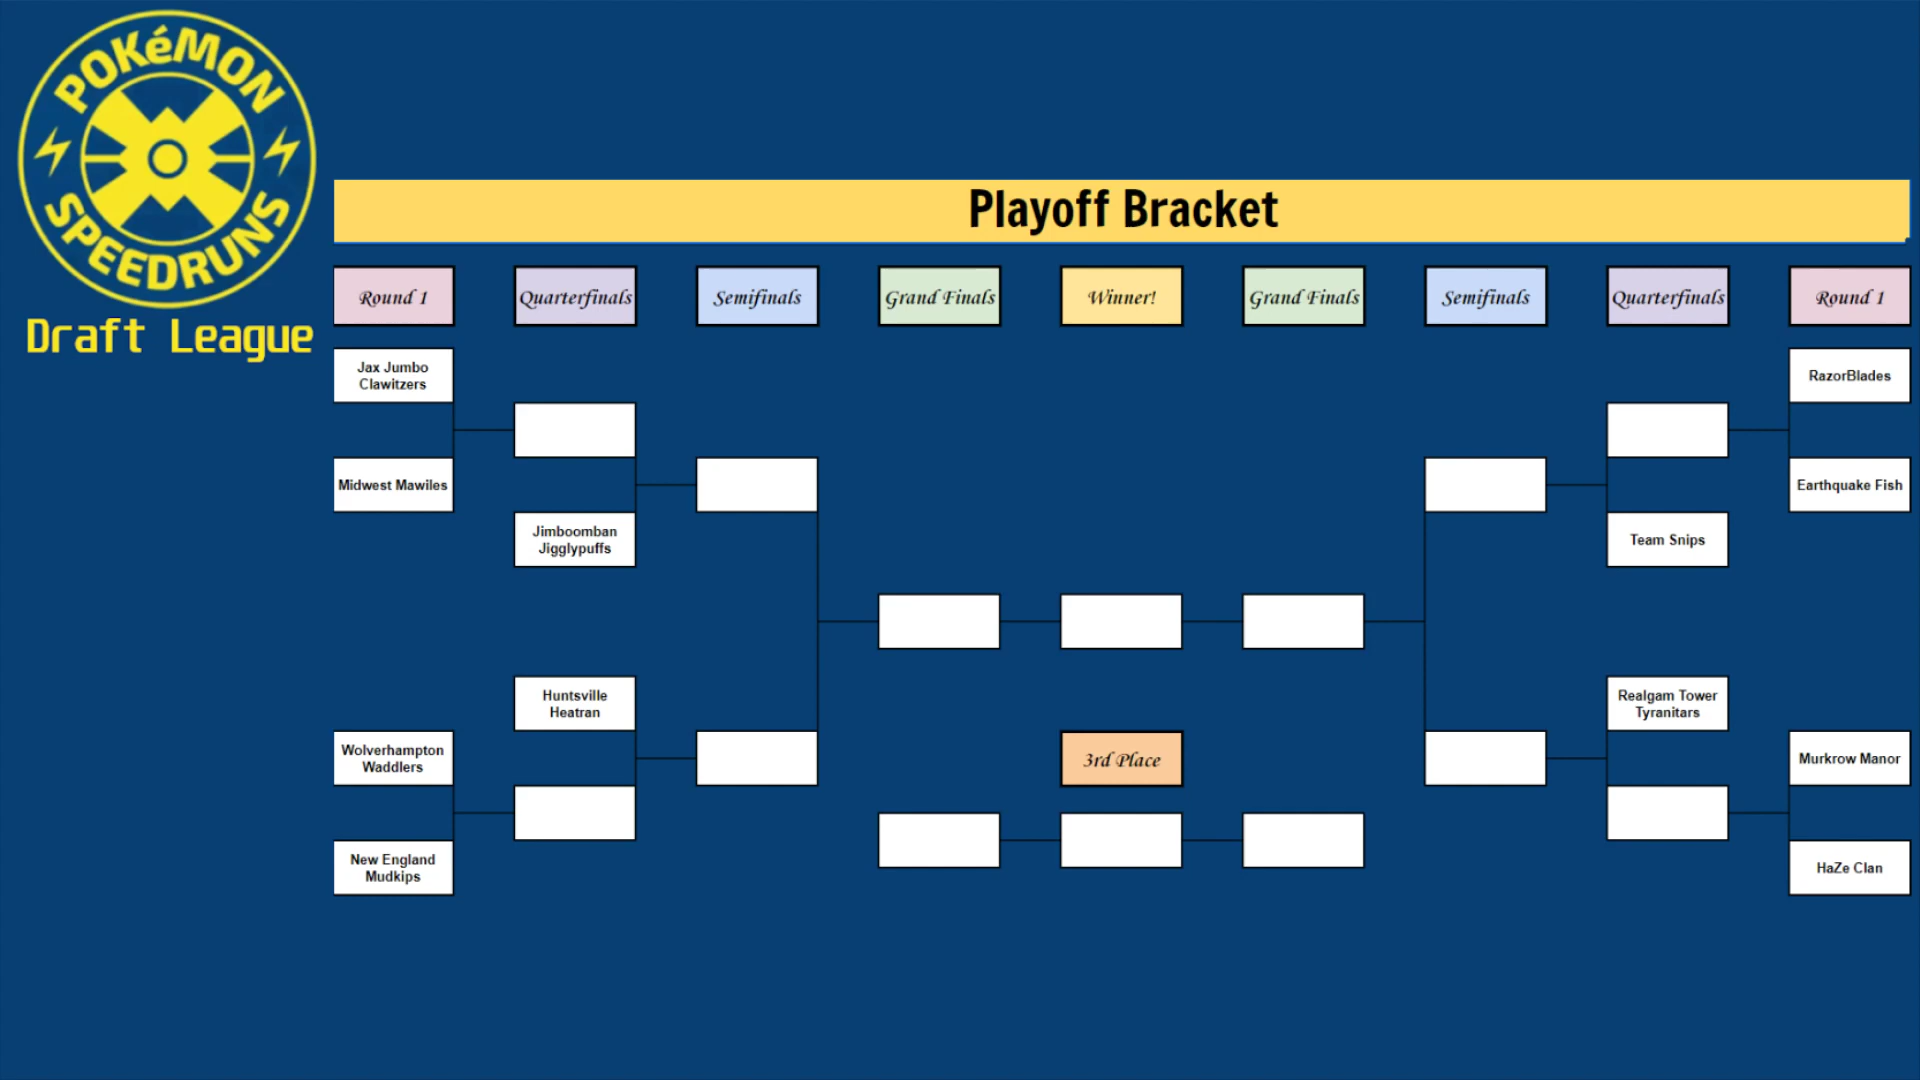 POKéMON
SPEEDRUNS
Draft League
Playoff Bracket
Round 1
Quarterfinals
Semifinals
Grand Finals
Winner!
Grand Finals
Semifinals
Quarterfinals
Round 1
Jax Jumbo
Clawitzers
RazorBlades
Midwest Mawiles
Earthquake Fish
Jimboomban
Jigglypuffs
Team Snips
Huntsville
Heatran
Realgam Tower
Tyranitars
Wolverhampton
Waddlers
3rd Place
Murkrow Manor
New England
Mudkips
HaZe Clan